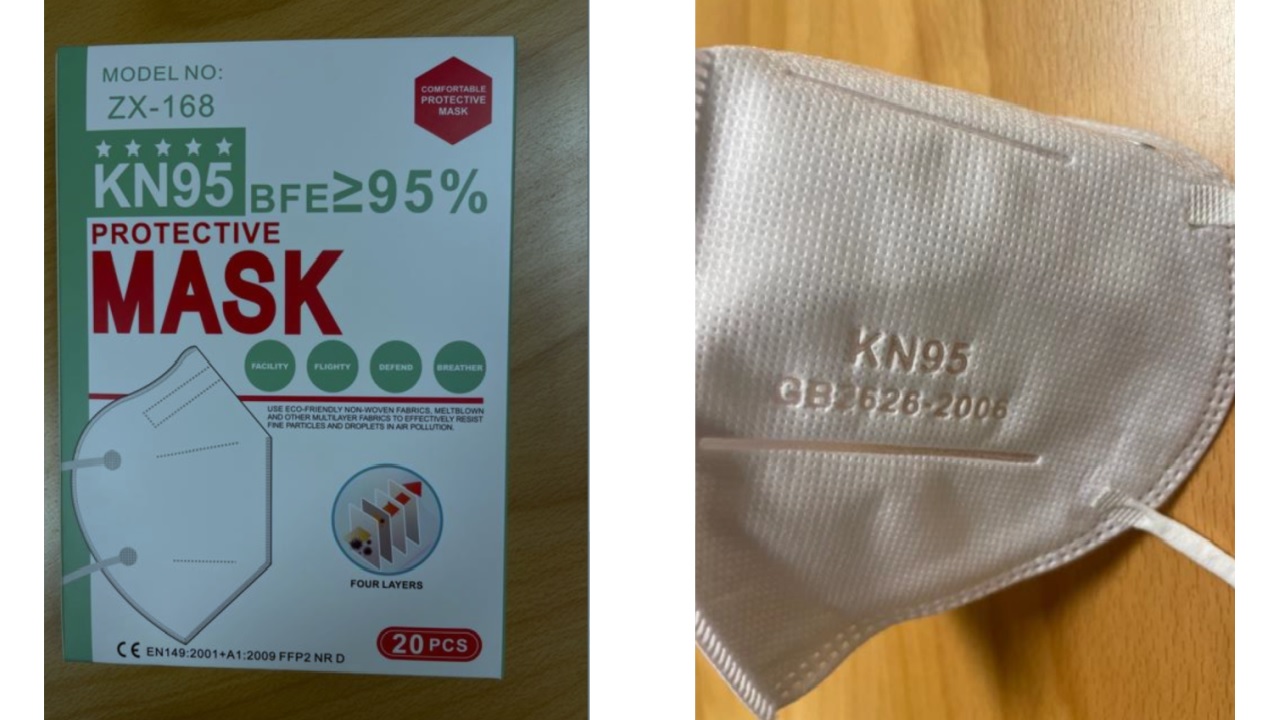 MODEL NO:
ZX-168
COMFORTABLE
PROTECTIVE
MASK
KN95
BFE≥95%
PROTECTIVE
MASK
FACILITY
FLIGHTY
DEFEND
BREATHER
USE ECO-FRIENDLY NON-WOVEN FABRICS, MELTBLOWN
AND OTHER MULTILAYER FABRICS TO EFFECTIVELY RESIST
FINE PARTICLES AND DROPLETS IN AIR POLLUTION.
FOUR LAYERS
CE EN149:2001+A1:2009 FFP2 NR D
20 PCS
KN95
GB2626-2006